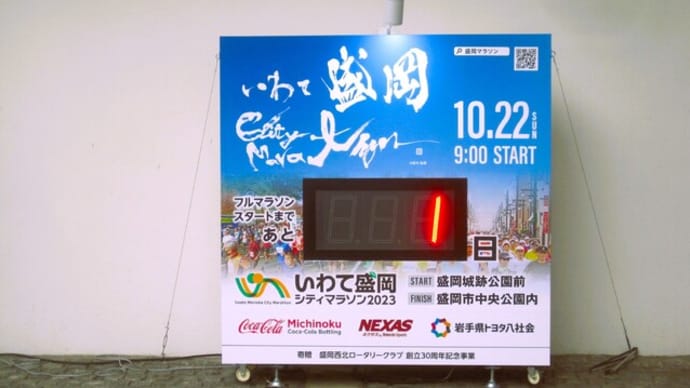 盛岡マラソン
いわて盛岡
City
Marathon
10.22 SUN
9:00 START
フルマラソン
スタートまで
あと
1
日
いわて盛岡
シティマラソン2023
Iwate Morioka City Marathon
START 盛岡城跡公園前
FINISH 盛岡市中央公園内
Coca-Cola Michinoku
Coca-Cola Bottling
NEXAS
岩手県トヨタ八社会
寄贈 盛岡西北ロータリークラブ 創立30周年記念事業